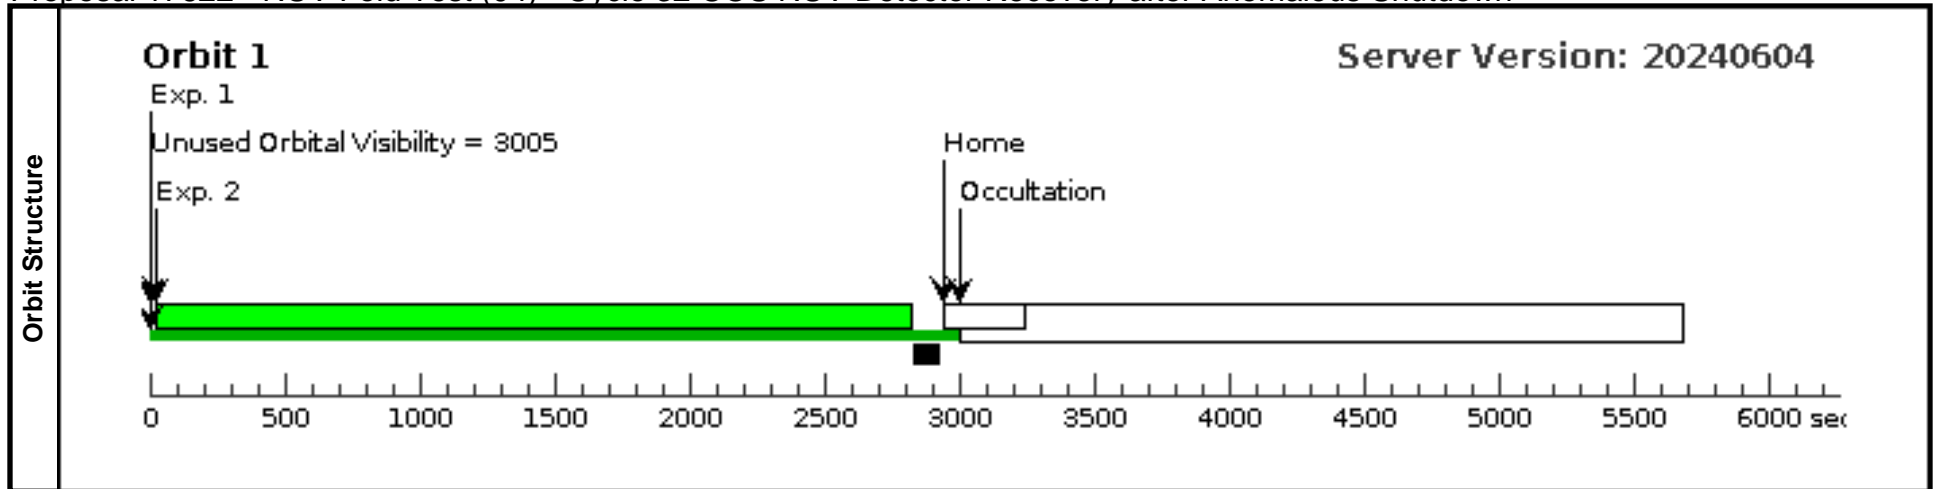 Orbit Structure
Orbit 1
Server Version: 20240604
Exp. 1
Unused Orbital Visibility = 3005
Home
Exp. 2
Occultation
0 500 1000 1500 2000 2500 3000 3500 4000 4500 5000 5500 6000 sec